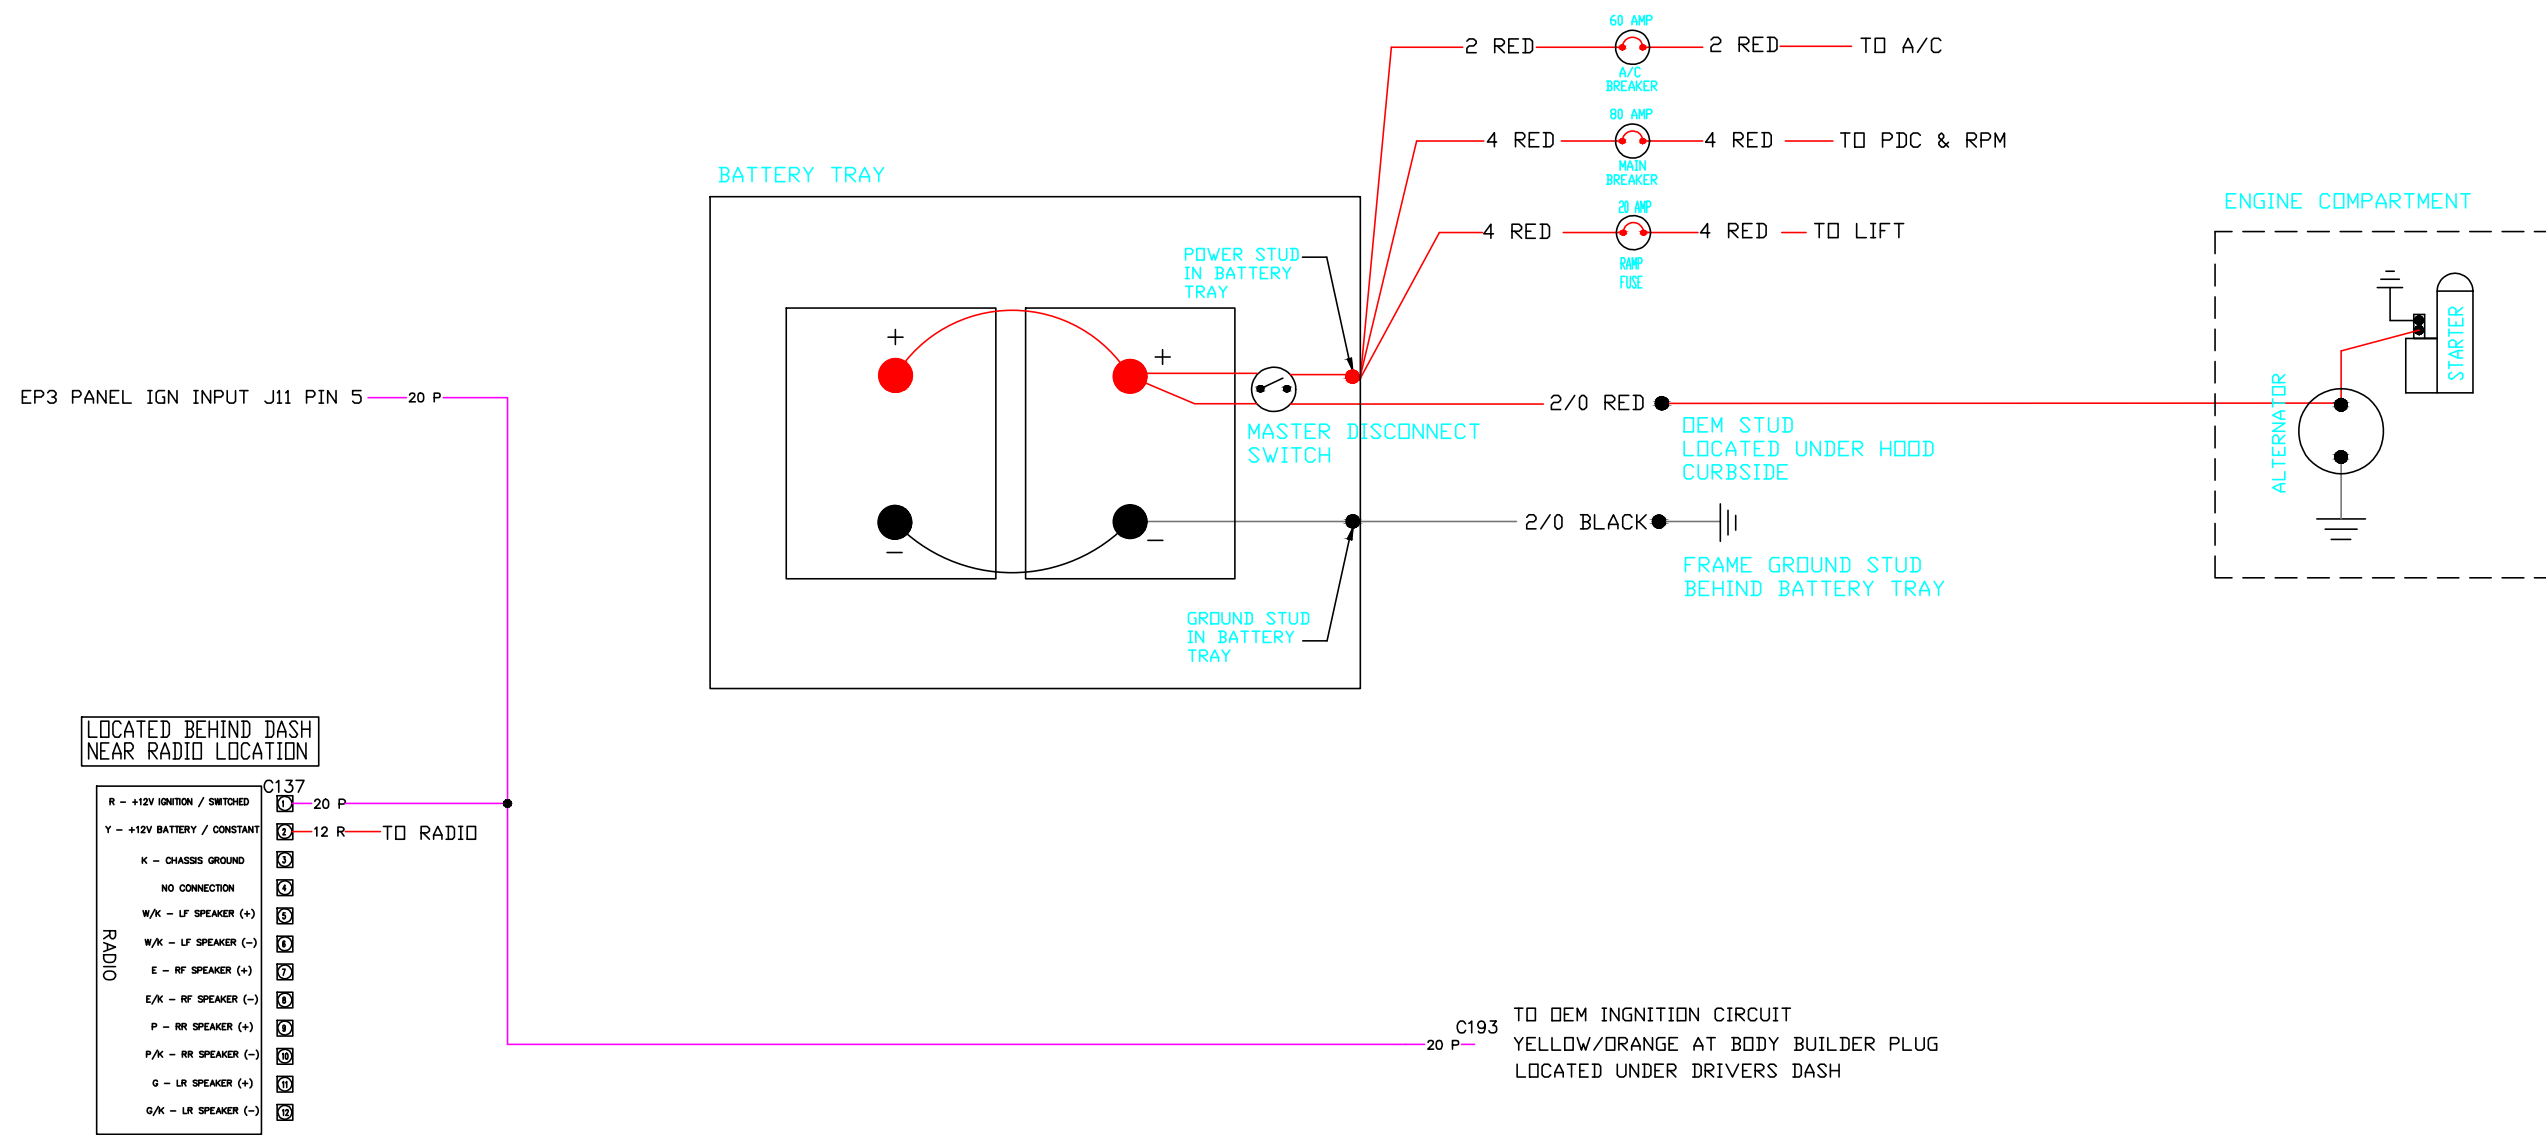 60 AMP
2 RED
2 RED
TO A/C
A/C
BREAKER
80 AMP
4 RED
4 RED
TO PDC & RPM
MAIN
BREAKER
20 AMP
4 RED
4 RED
TO LIFT
RAMP
FUSE
BATTERY TRAY
POWER STUD
IN BATTERY
TRAY
+
+
MASTER DISCONNECT
SWITCH
2/0 RED
OEM STUD
LOCATED UNDER HOOD
CURBSIDE
-
-
2/0 BLACK
FRAME GROUND STUD
BEHIND BATTERY TRAY
GROUND STUD
IN BATTERY
TRAY
ENGINE COMPARTMENT
STARTER
ALTERNATOR
EP3 PANEL IGN INPUT J11 PIN 5
20 P
LOCATED BEHIND DASH
NEAR RADIO LOCATION
C137
RADIO
R - +12V IGNITION / SWITCHED 1 20 P
Y - +12V BATTERY / CONSTANT 2 12 R TO RADIO
K - CHASSIS GROUND 3
NO CONNECTION 4
W/K - LF SPEAKER (+) 5
W/K - LF SPEAKER (-) 6
E - RF SPEAKER (+) 7
E/K - RF SPEAKER (-) 8
P - RR SPEAKER (+) 9
P/K - RR SPEAKER (-) 10
G - LR SPEAKER (+) 11
G/K - LR SPEAKER (-) 12
20 P
C193
TO OEM INGNITION CIRCUIT
YELLOW/ORANGE AT BODY BUILDER PLUG
LOCATED UNDER DRIVERS DASH